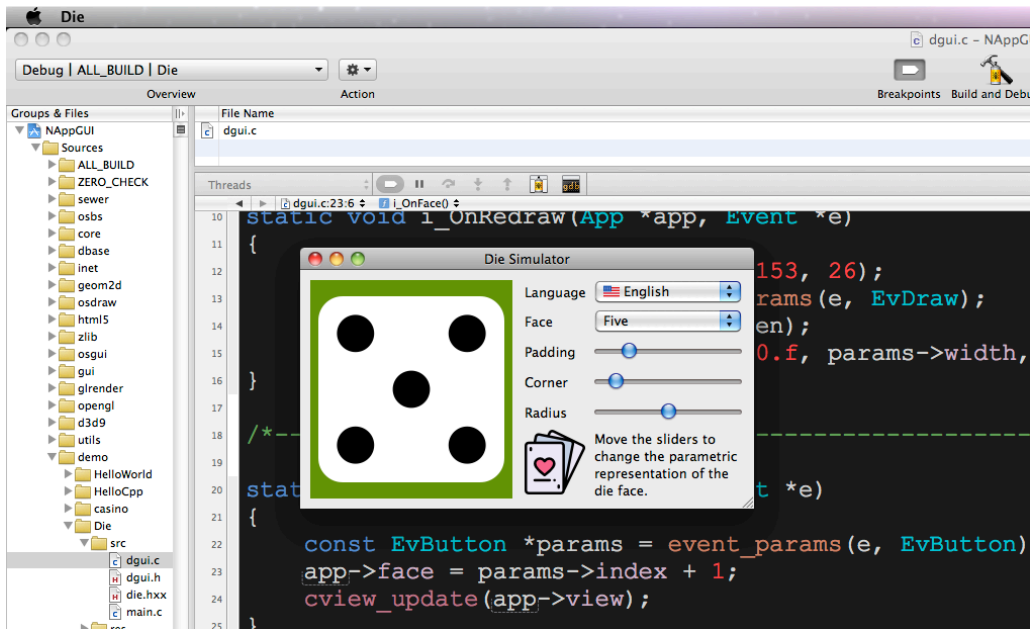 Die
dgui.c – NAppG
Debug | ALL_BUILD | Die
Overview
Action
Breakpoints
Build and Debu
Groups & Files
NAppGUI
Sources
ALL_BUILD
ZERO_CHECK
sewer
osbs
core
dbase
inet
geom2d
osdraw
html5
zlib
osgui
gui
glrender
opengl
d3d9
utils
demo
HelloWorld
HelloCpp
casino
Die
src
dgui.c
dgui.h
die.hxx
main.c
File Name
dgui.c
Threads
gdb
dgui.c:23:6 i_OnFace()
10 static void i_OnRedraw(App *app, Event *e)
11 {
12 153, 26);
13 rams(e, EvDraw);
14 en);
15 0.f, params->width,
16 }
17
18 /*--
19
20 stat t *e)
21 {
22 const EvButton *params = event_params(e, EvButton)
23 app->face = params->index + 1;
24 cview_update(app->view);
25 }
Die Simulator
Language English
Face Five
Padding
Corner
Radius
Move the sliders to
change the parametric
representation of the
die face.